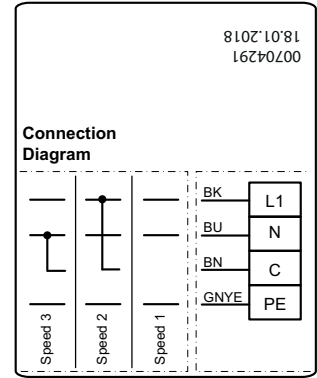 00704291
18.01.2018
Connection
Diagram
BK L1
BU N
BN C
GNYE PE
Speed 3
Speed 2
Speed 1